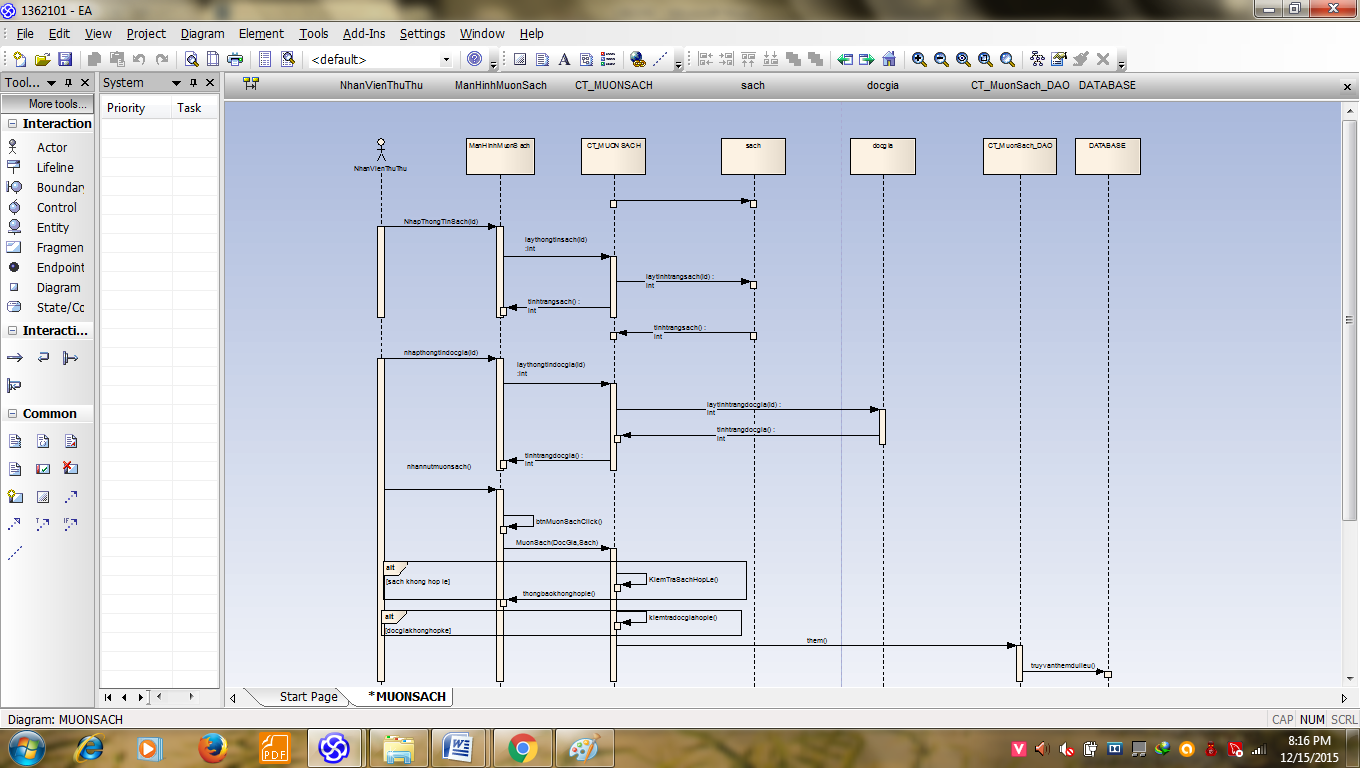 1362101 - EA
File Edit View Project Diagram Element Tools Add-Ins Settings Window Help
<default>
Tool...
System
NhanVienThuThu ManHinhMuonSach CT_MUONSACH sach docgia CT_MuonSach_DAO DATABASE
More tools...
Priority Task
Interaction
Actor
Lifeline
Boundar
Control
Entity
Fragmen
Endpoint
Diagram
State/Co
Interacti...
Common
NhanVienThuThu
ManHinhMuonSach
CT_MUONSACH
sach
docgia
CT_MuonSach_DAO
DATABASE
NhapThongTinSach(id)
laythongtinsach(id)
:int
laytinhtrangsach(id) :
int
tinhtrangsach() :
int
tinhtrangsach() :
int
nhapthongtindocgia(id)
laythongtindocgia(id)
:int
laytinhtrangdocgia(id) :
int
tinhtrangdocgia() :
int
tinhtrangdocgia() :
int
nhannutmuonsach()
btnMuonSachClick()
MuonSach(DocGia,Sach)
alt
[sach khong hop le]
KiemTraSachHopLe()
thongbaokhonghople()
alt
[docgiakhonghopke]
kiemtradocgiahople()
them()
truyvanthemdulieu()
Start Page *MUONSACH
Diagram: MUONSACH
CAP NUM SCRL
PDF
8:16 PM
12/15/2015